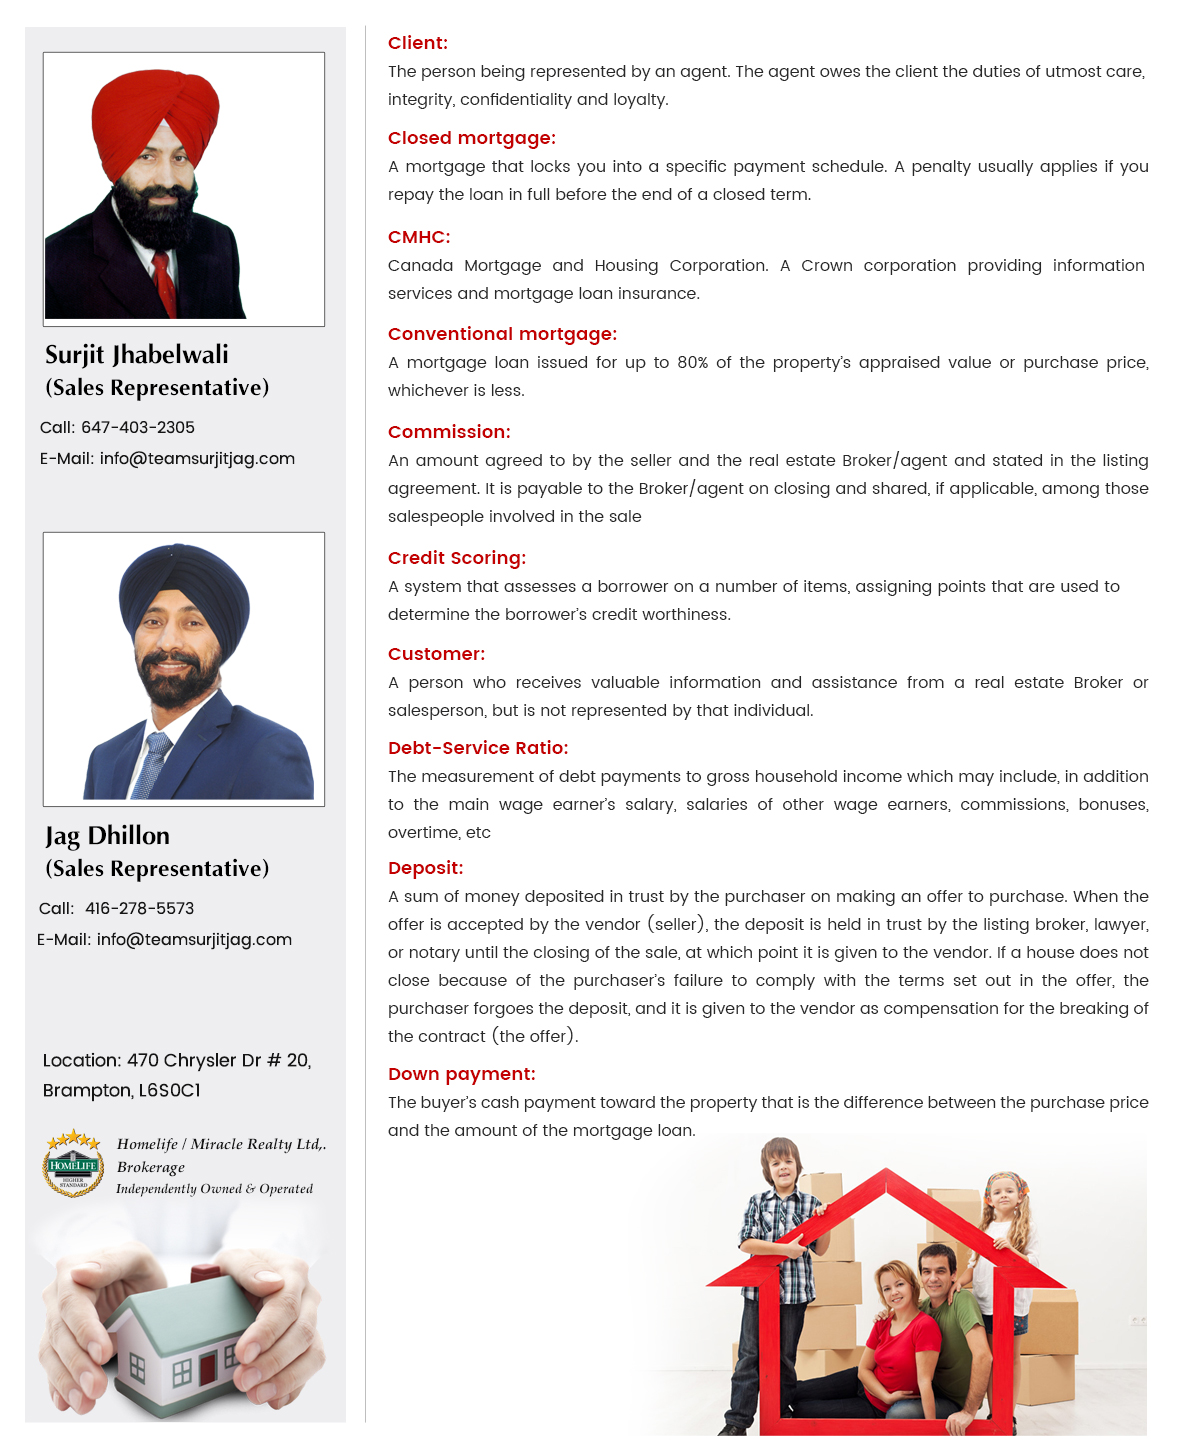 Surjit Jhabelwali
(Sales Representative)
Call: 647-403-2305
E-Mail: info@teamsurjitjag.com
Jag Dhillon
(Sales Representative)
Call: 416-278-5573
E-Mail: info@teamsurjitjag.com
Location: 470 Chrysler Dr # 20,
Brampton, L6S0C1
HOMELIFE
HIGHER
STANDARD
Homelife / Miracle Realty Ltd,.
Brokerage
Independently Owned & Operated
Client:
The person being represented by an agent. The agent owes the client the duties of utmost care,
integrity, confidentiality and loyalty.
Closed mortgage:
A mortgage that locks you into a specific payment schedule. A penalty usually applies if you
repay the loan in full before the end of a closed term.
CMHC:
Canada Mortgage and Housing Corporation. A Crown corporation providing information
services and mortgage loan insurance.
Conventional mortgage:
A mortgage loan issued for up to 80% of the property’s appraised value or purchase price,
whichever is less.
Commission:
An amount agreed to by the seller and the real estate Broker/agent and stated in the listing
agreement. It is payable to the Broker/agent on closing and shared, if applicable, among those
salespeople involved in the sale
Credit Scoring:
A system that assesses a borrower on a number of items, assigning points that are used to
determine the borrower’s credit worthiness.
Customer:
A person who receives valuable information and assistance from a real estate Broker or
salesperson, but is not represented by that individual.
Debt-Service Ratio:
The measurement of debt payments to gross household income which may include, in addition
to the main wage earner’s salary, salaries of other wage earners, commissions, bonuses,
overtime, etc
Deposit:
A sum of money deposited in trust by the purchaser on making an offer to purchase. When the
offer is accepted by the vendor (seller), the deposit is held in trust by the listing broker, lawyer,
or notary until the closing of the sale, at which point it is given to the vendor. If a house does not
close because of the purchaser’s failure to comply with the terms set out in the offer, the
purchaser forgoes the deposit, and it is given to the vendor as compensation for the breaking of
the contract (the offer).
Down payment:
The buyer’s cash payment toward the property that is the difference between the purchase price
and the amount of the mortgage loan.